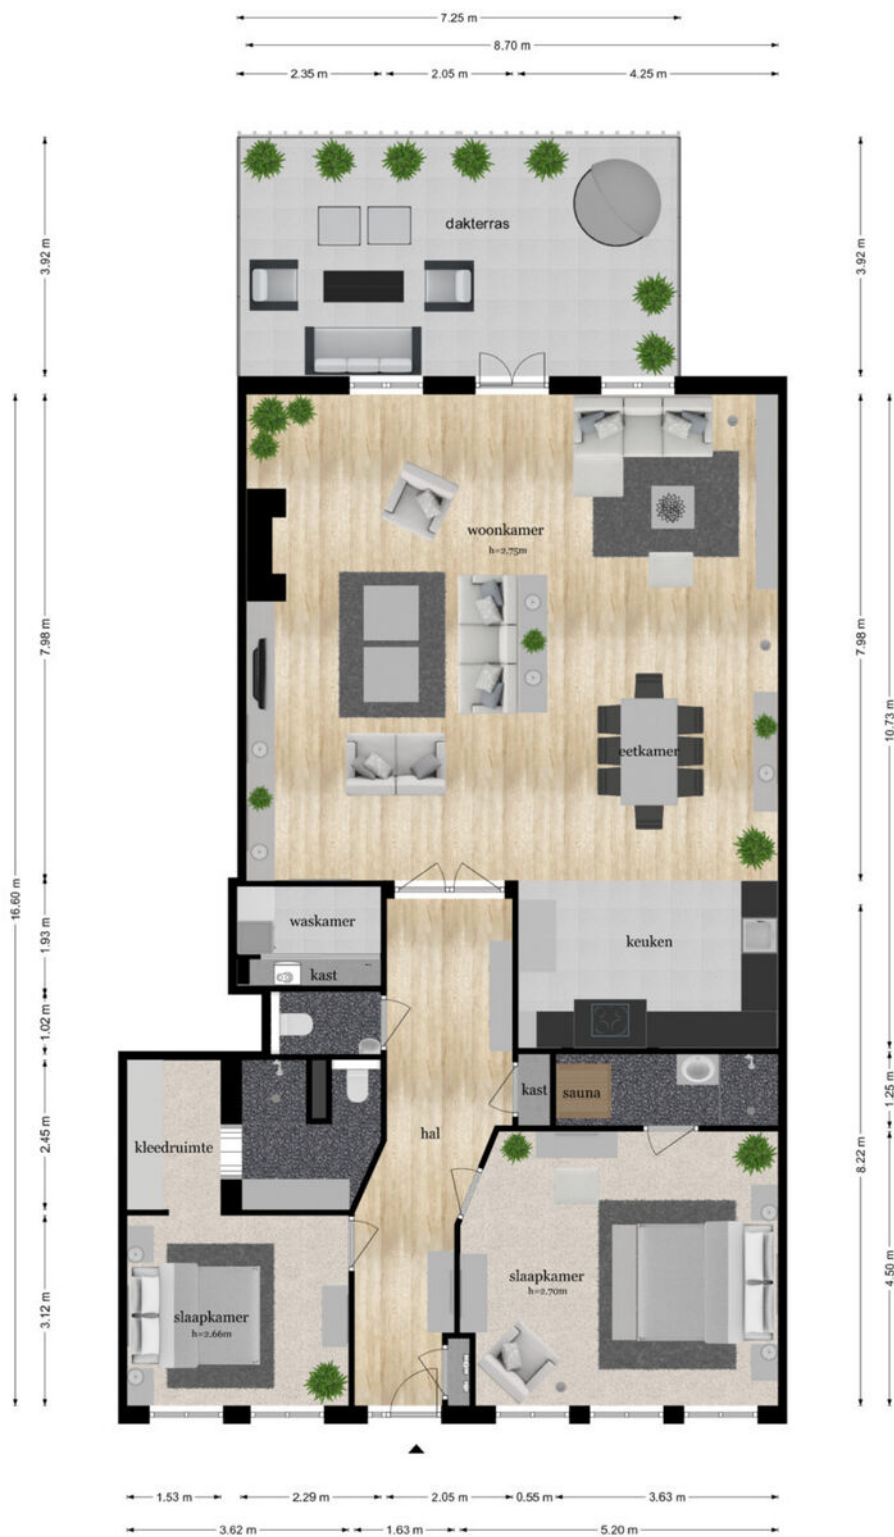 7.25 m
8.70 m
2.35 m
2.05 m
4.25 m
3.92 m
dakterras
3.92 m
woonkamer
h=2,75m
7.98 m
7.98 m
10.73 m
eetkamer
16.60 m
waskamer
keuken
1.93 m
kast
1.02 m
kast
sauna
1.25 m
hal
kleedruimte
2.45 m
8.22 m
slaapkamer
h=2,70m
4.50 m
slaapkamer
h=2,66m
3.12 m
1.53 m
2.29 m
2.05 m
0.55 m
3.63 m
3.62 m
1.63 m
5.20 m